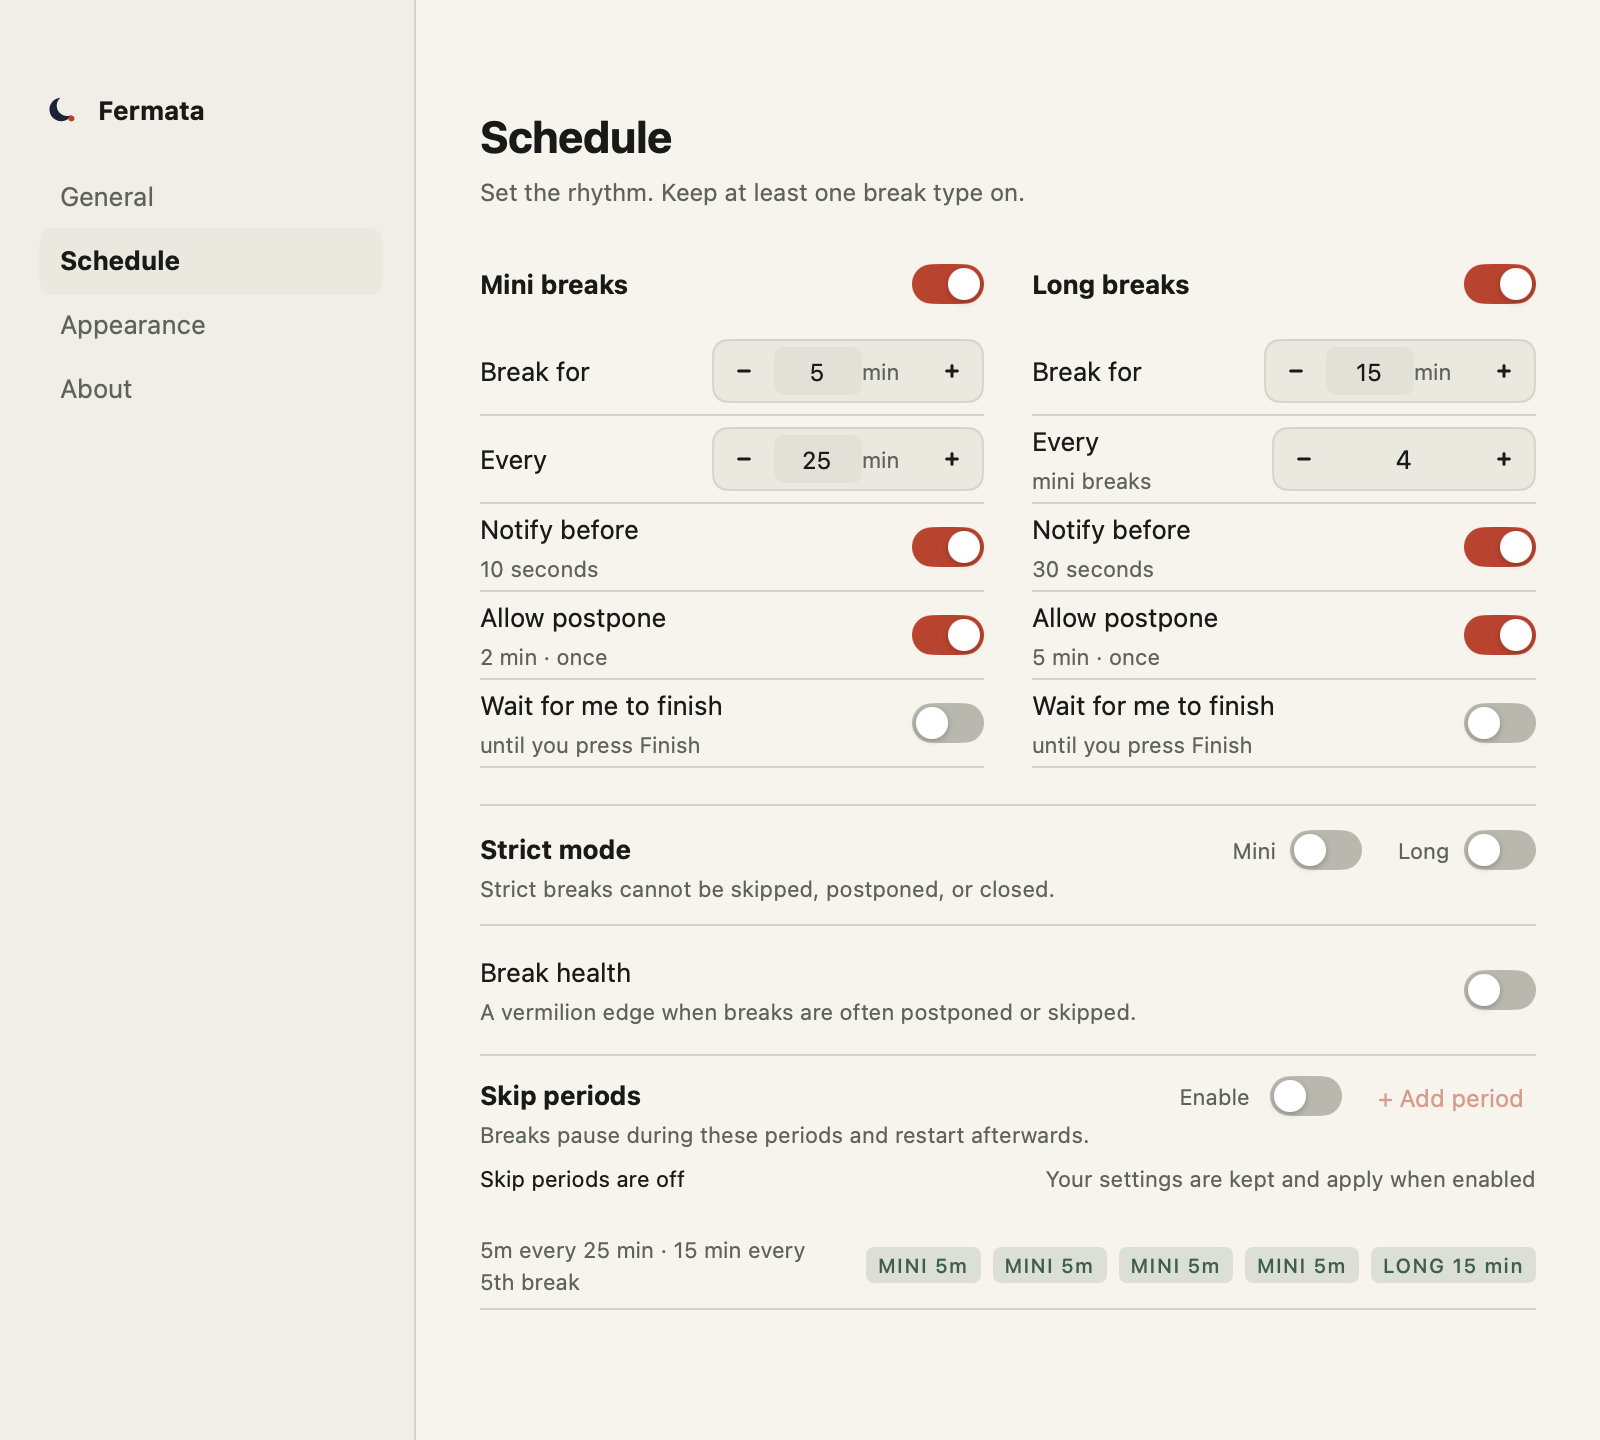 Fermata
General
Schedule
Appearance
About
Schedule
Set the rhythm. Keep at least one break type on.
Mini breaks
Break for − 5 min +
Every − 25 min +
Notify before
10 seconds
Allow postpone
2 min · once
Wait for me to finish
until you press Finish
Long breaks
Break for − 15 min +
Every − 4 +
mini breaks
Notify before
30 seconds
Allow postpone
5 min · once
Wait for me to finish
until you press Finish
Strict mode Mini Long
Strict breaks cannot be skipped, postponed, or closed.
Break health
A vermilion edge when breaks are often postponed or skipped.
Skip periods Enable + Add period
Breaks pause during these periods and restart afterwards.
Skip periods are off Your settings are kept and apply when enabled
5m every 25 min · 15 min every
5th break
MINI 5m MINI 5m MINI 5m MINI 5m LONG 15 min